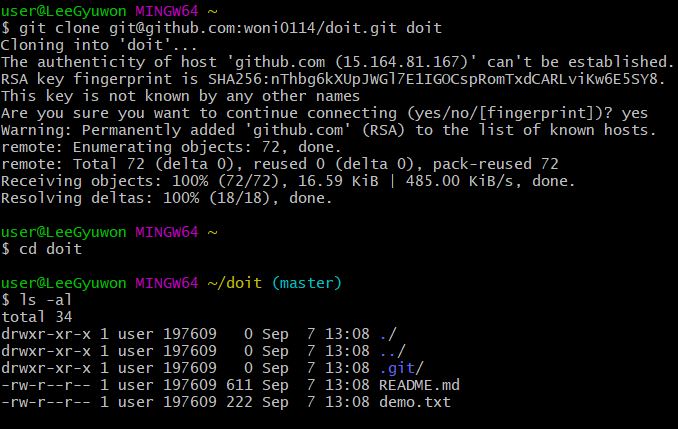 user@LeeGyuwon MINGW64 ~
$ git clone git@github.com:woni0114/doit.git doit
Cloning into 'doit'...
The authenticity of host 'github.com (15.164.81.167)' can't be established.
RSA key fingerprint is SHA256:nThbg6kXUpJWGl7E1IGOCspRomTxdCARLviKw6E5SY8.
This key is not known by any other names
Are you sure you want to continue connecting (yes/no/[fingerprint])? yes
Warning: Permanently added 'github.com' (RSA) to the list of known hosts.
remote: Enumerating objects: 72, done.
remote: Total 72 (delta 0), reused 0 (delta 0), pack-reused 72
Receiving objects: 100% (72/72), 16.59 KiB | 485.00 KiB/s, done.
Resolving deltas: 100% (18/18), done.
user@LeeGyuwon MINGW64 ~
$ cd doit
user@LeeGyuwon MINGW64 ~/doit (master)
$ ls -al
total 34
drwxr-xr-x 1 user 197609   0 Sep  7 13:08 ./
drwxr-xr-x 1 user 197609   0 Sep  7 13:08 ../
drwxr-xr-x 1 user 197609   0 Sep  7 13:08 .git/
-rw-r--r-- 1 user 197609 611 Sep  7 13:08 README.md
-rw-r--r-- 1 user 197609 222 Sep  7 13:08 demo.txt